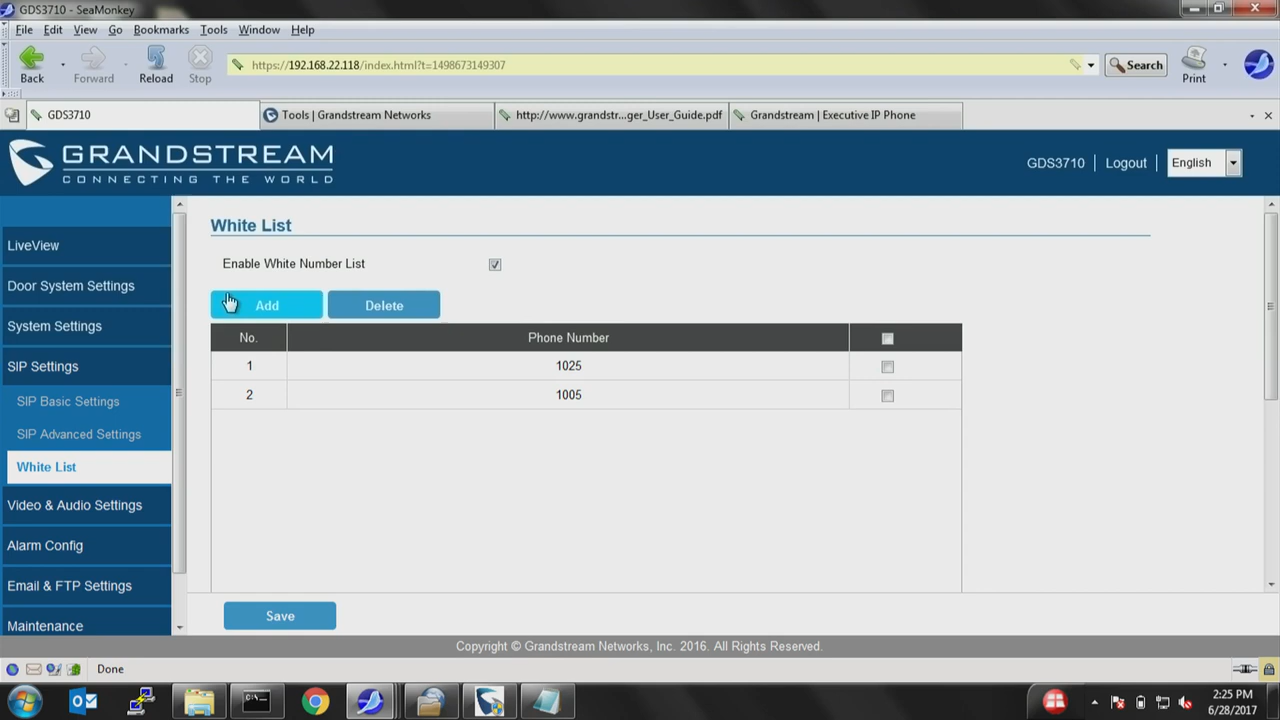 GDS3710 - SeaMonkey
File Edit View Go Bookmarks Tools Window Help
Back Forward Reload Stop
https://192.168.22.118/index.html?t=1498673149307
Search
Print
GDS3710
Tools | Grandstream Networks
http://www.grandstr...ger_User_Guide.pdf
Grandstream | Executive IP Phone
GRANDSTREAM
CONNECTING THE WORLD
GDS3710 Logout English
LiveView
Door System Settings
System Settings
SIP Settings
SIP Basic Settings
SIP Advanced Settings
White List
Video & Audio Settings
Alarm Config
Email & FTP Settings
Maintenance
White List
Enable White Number List
Add Delete
No. Phone Number
1 1025
2 1005
Save
Copyright © Grandstream Networks, Inc. 2016. All Rights Reserved.
Done
2:25 PM
6/28/2017